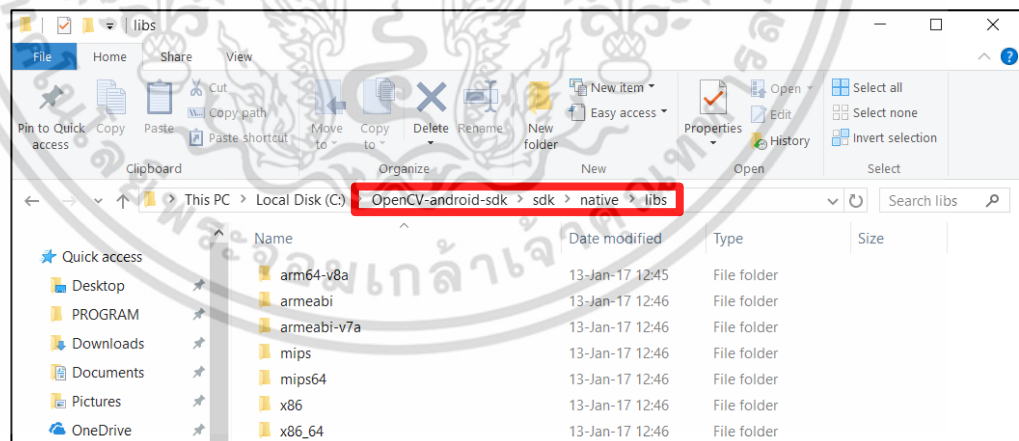 libs
File Home Share View
Pin to Quick access
Copy
Paste
Cut
Copy path
Paste shortcut
Clipboard
Move to
Copy to
Delete
Rename
Organize
New folder
New item
Easy access
New
Properties
Open
Edit
History
Open
Select all
Select none
Invert selection
Select
This PC > Local Disk (C:) > OpenCV-android-sdk > sdk > native > libs
Search libs
Name Date modified Type Size
Quick access
Desktop
PROGRAM
Downloads
Documents
Pictures
OneDrive
arm64-v8a 13-Jan-17 12:45 File folder
armeabi 13-Jan-17 12:46 File folder
armeabi-v7a 13-Jan-17 12:46 File folder
mips 13-Jan-17 12:46 File folder
mips64 13-Jan-17 12:46 File folder
x86 13-Jan-17 12:46 File folder
x86_64 13-Jan-17 12:46 File folder